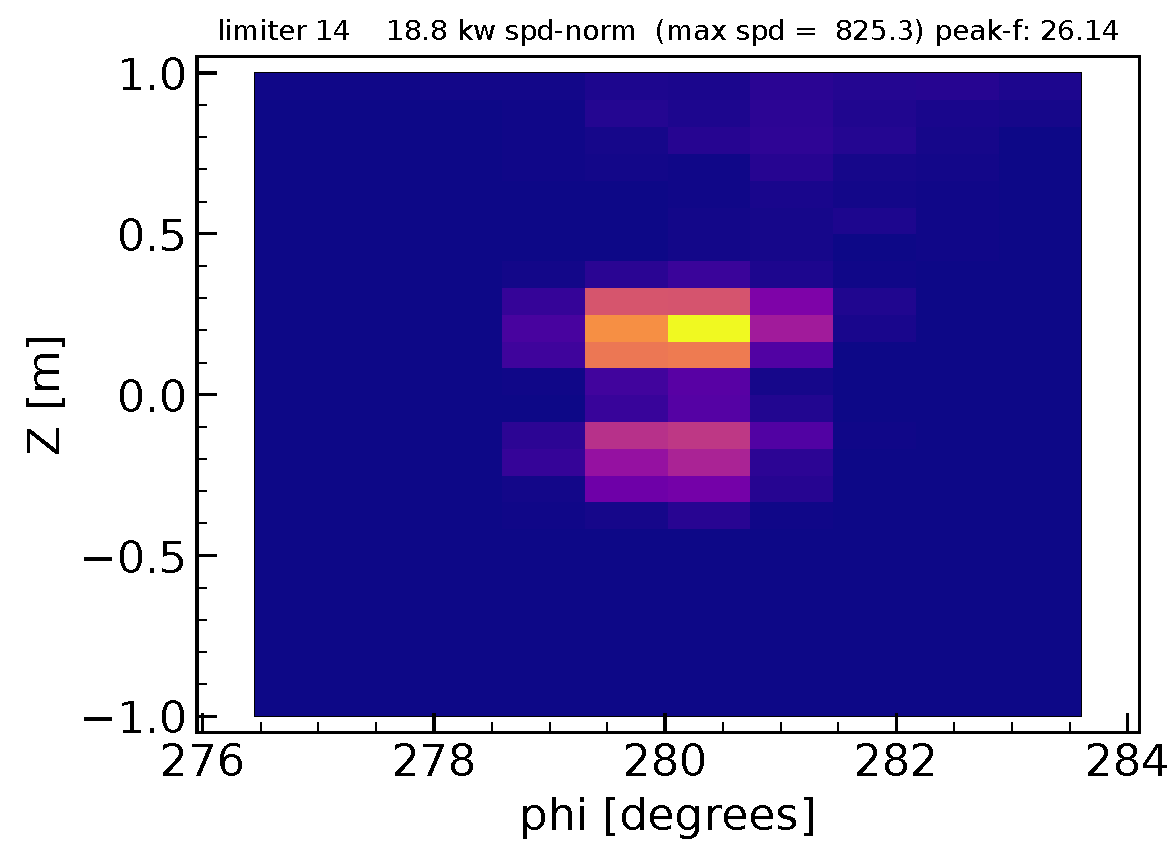 limiter 14    18.8 kw spd-norm  (max spd =  825.3) peak-f: 26.14
1.0
0.5
0.0
−0.5
−1.0
Z [m]
276 278 280 282 284
phi [degrees]